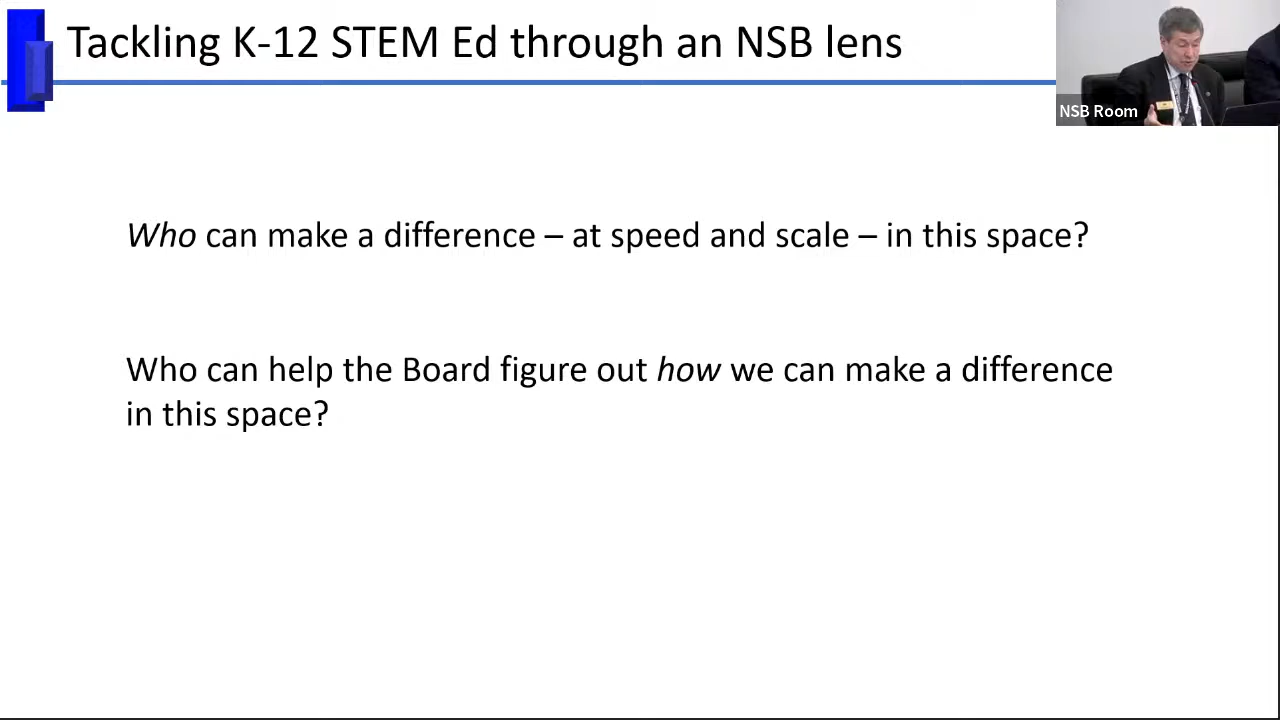 Tackling K-12 STEM Ed through an NSB lens
NSB Room
Who can make a difference – at speed and scale – in this space?
Who can help the Board figure out how we can make a difference
in this space?